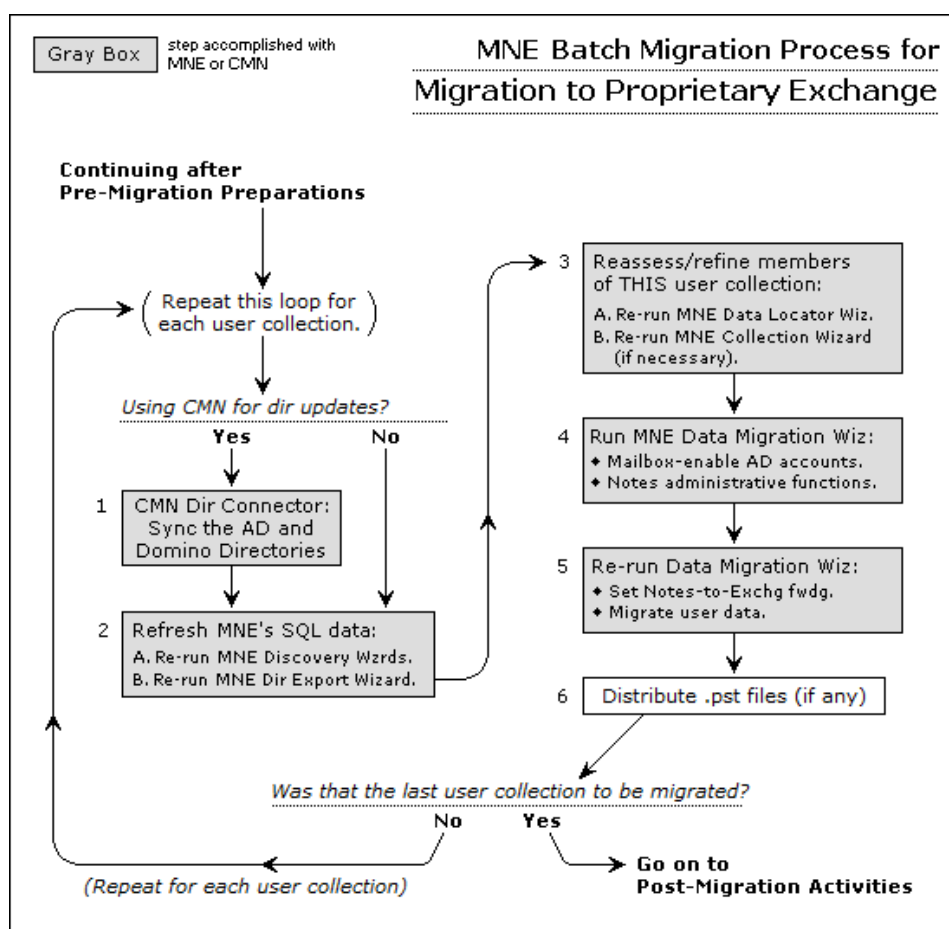 Gray Box
step accomplished with
MNE or CMN
MNE Batch Migration Process for
Migration to Proprietary Exchange
Continuing after
Pre-Migration Preparations
(Repeat this loop for
each user collection.)
Using CMN for dir updates?
Yes No
1 CMN Dir Connector:
Sync the AD and
Domino Directories
2 Refresh MNE's SQL data:
A. Re-run MNE Discovery Wzrds.
B. Re-run MNE Dir Export Wizard.
3 Reassess/refine members
of THIS user collection:
A. Re-run MNE Data Locator Wiz.
B. Re-run MNE Collection Wizard
(if necessary).
4 Run MNE Data Migration Wiz:
◆ Mailbox-enable AD accounts.
◆ Notes administrative functions.
5 Re-run Data Migration Wiz:
◆ Set Notes-to-Exchg fwdg.
◆ Migrate user data.
6 Distribute .pst files (if any)
Was that the last user collection to be migrated?
No Yes
(Repeat for each user collection)
Go on to
Post-Migration Activities